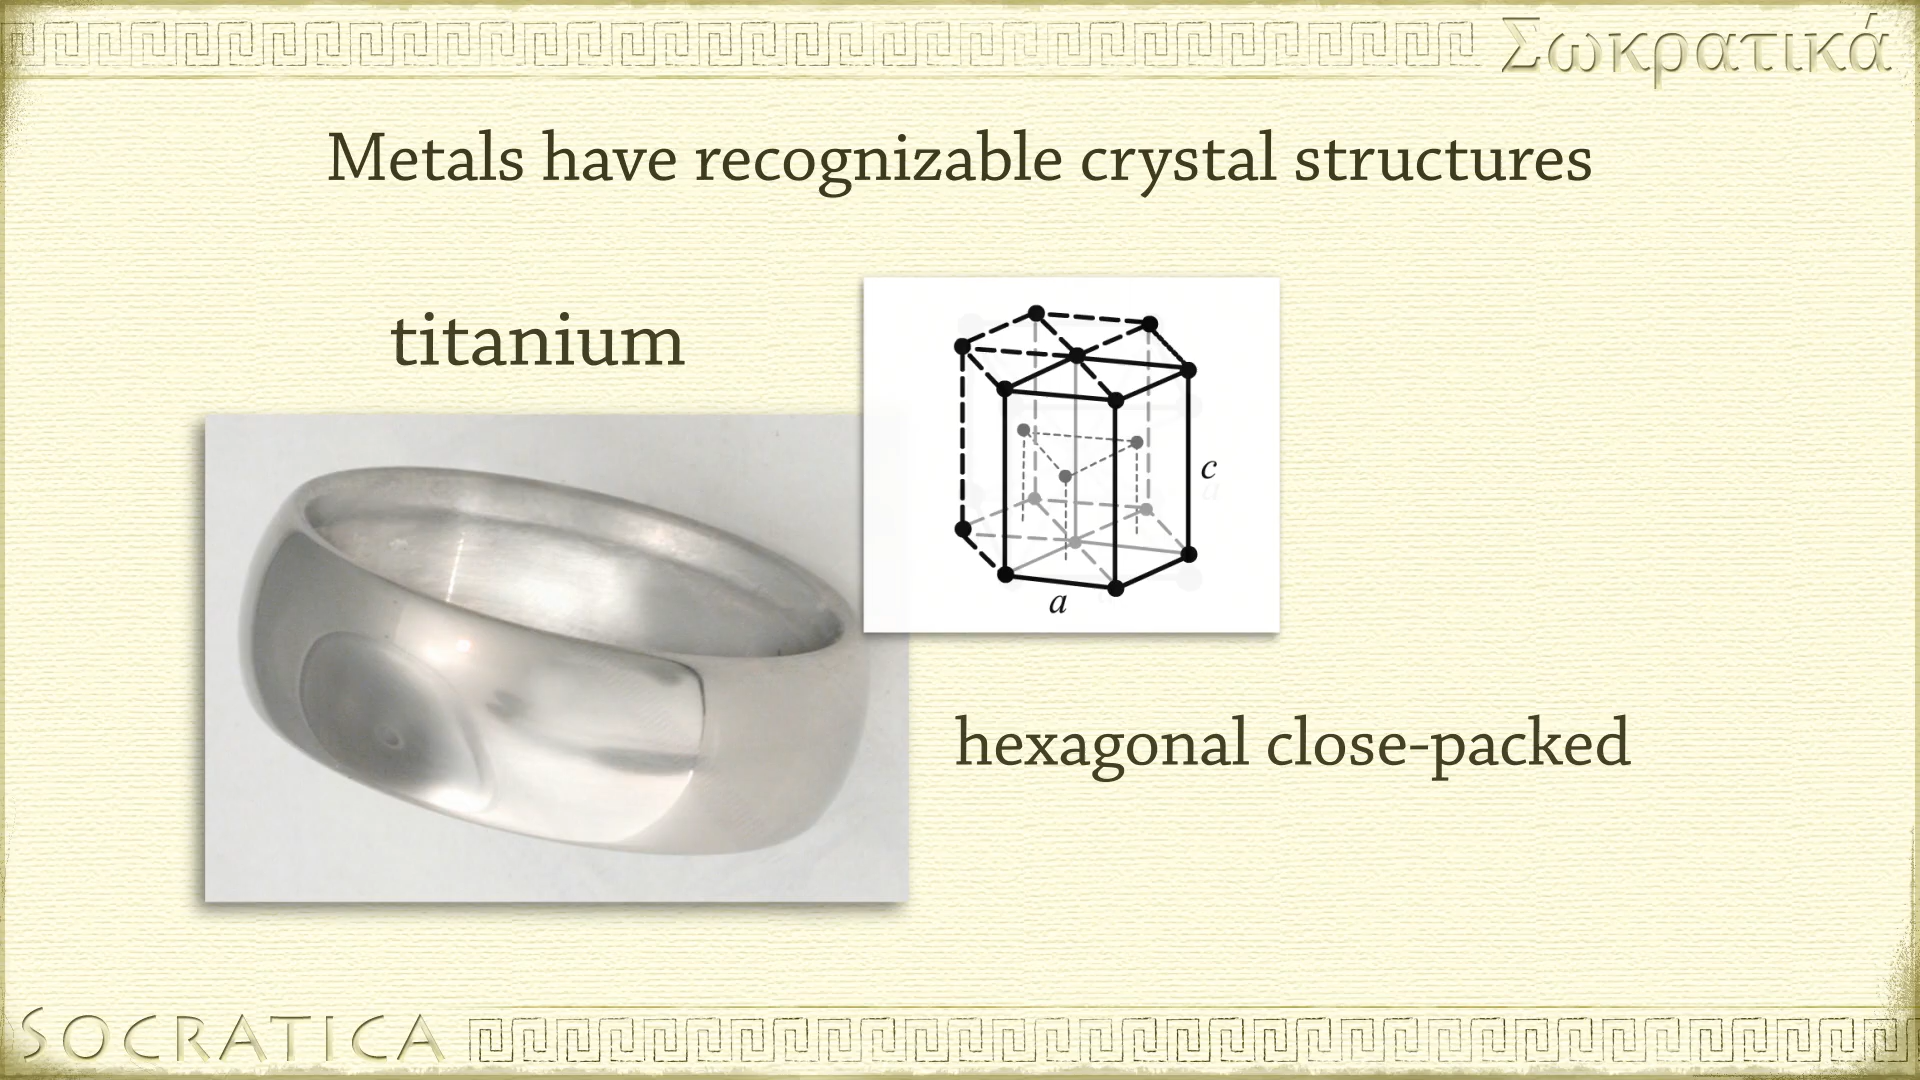 Σωκρατικά
Metals have recognizable crystal structures
titanium
c
a
hexagonal close-packed
SOCRATICA